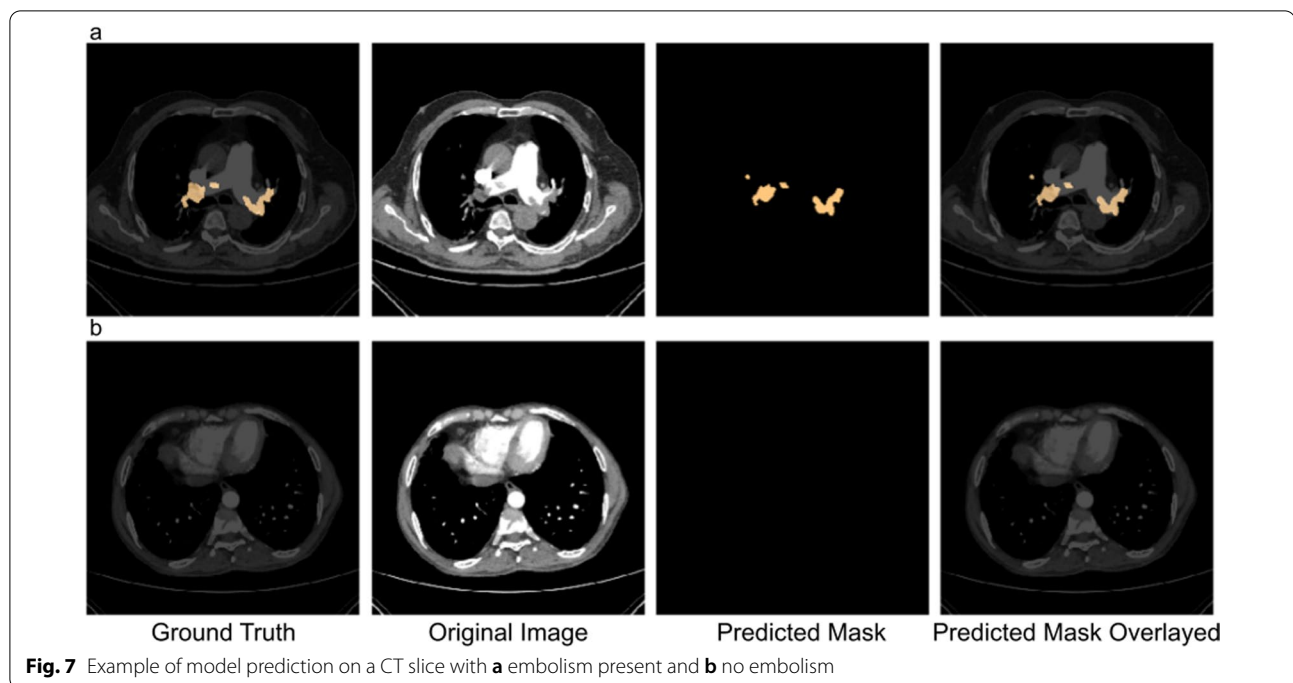 a
b
Ground Truth
Original Image
Predicted Mask
Predicted Mask Overlayed
Fig. 7 Example of model prediction on a CT slice with a embolism present and b no embolism